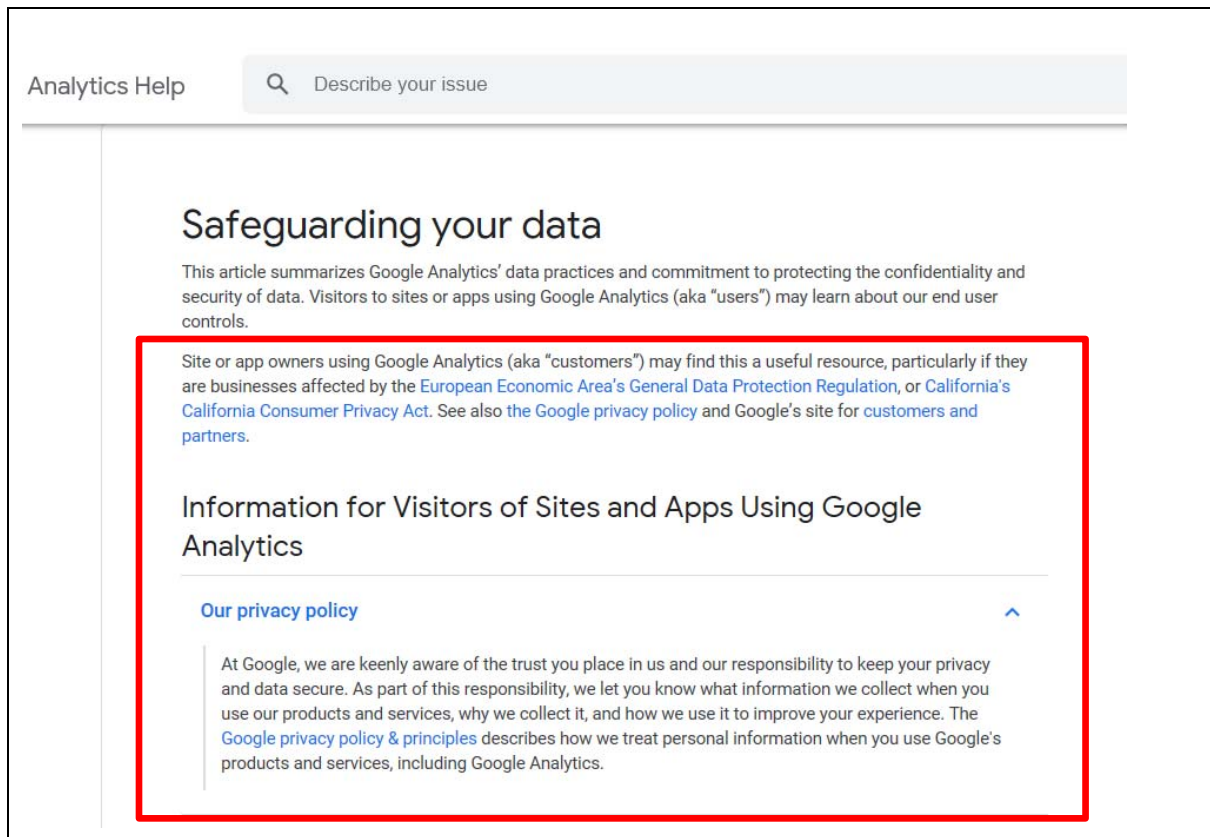 Analytics Help
Describe your issue
Safeguarding your data
This article summarizes Google Analytics’ data practices and commitment to protecting the confidentiality and
security of data. Visitors to sites or apps using Google Analytics (aka “users”) may learn about our end user
controls.
Site or app owners using Google Analytics (aka “customers”) may find this a useful resource, particularly if they
are businesses affected by the European Economic Area’s General Data Protection Regulation, or California's
California Consumer Privacy Act. See also the Google privacy policy and Google’s site for customers and
partners.
Information for Visitors of Sites and Apps Using Google
Analytics
Our privacy policy
At Google, we are keenly aware of the trust you place in us and our responsibility to keep your privacy
and data secure. As part of this responsibility, we let you know what information we collect when you
use our products and services, why we collect it, and how we use it to improve your experience. The
Google privacy policy & principles describes how we treat personal information when you use Google's
products and services, including Google Analytics.